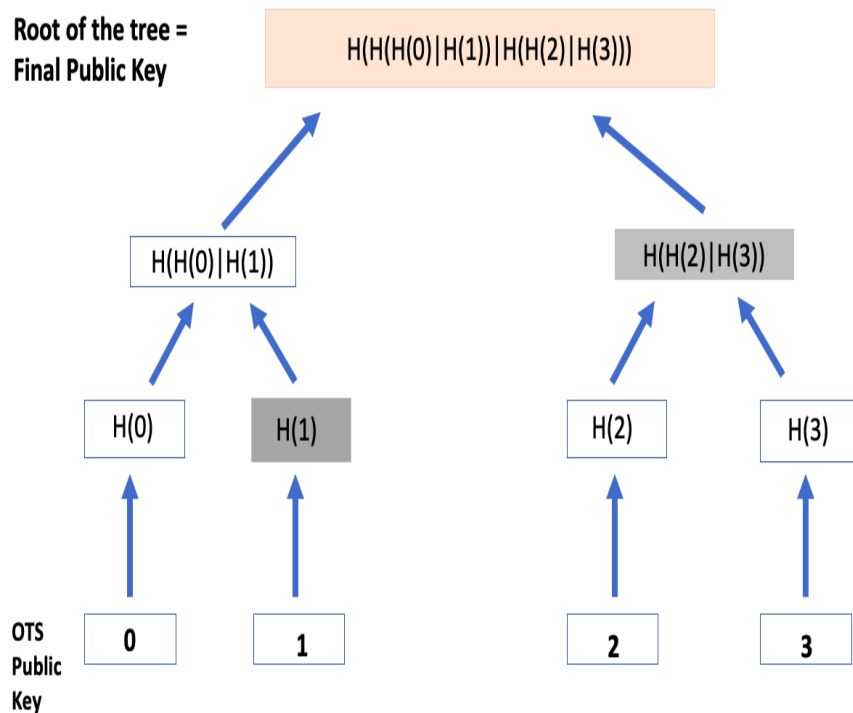 Root of the tree =
Final Public Key
H(H(H(0)|H(1))|H(H(2)|H(3)))
H(H(0)|H(1))
H(H(2)|H(3))
H(0)
H(1)
H(2)
H(3)
OTS
Public
Key
0
1
2
3